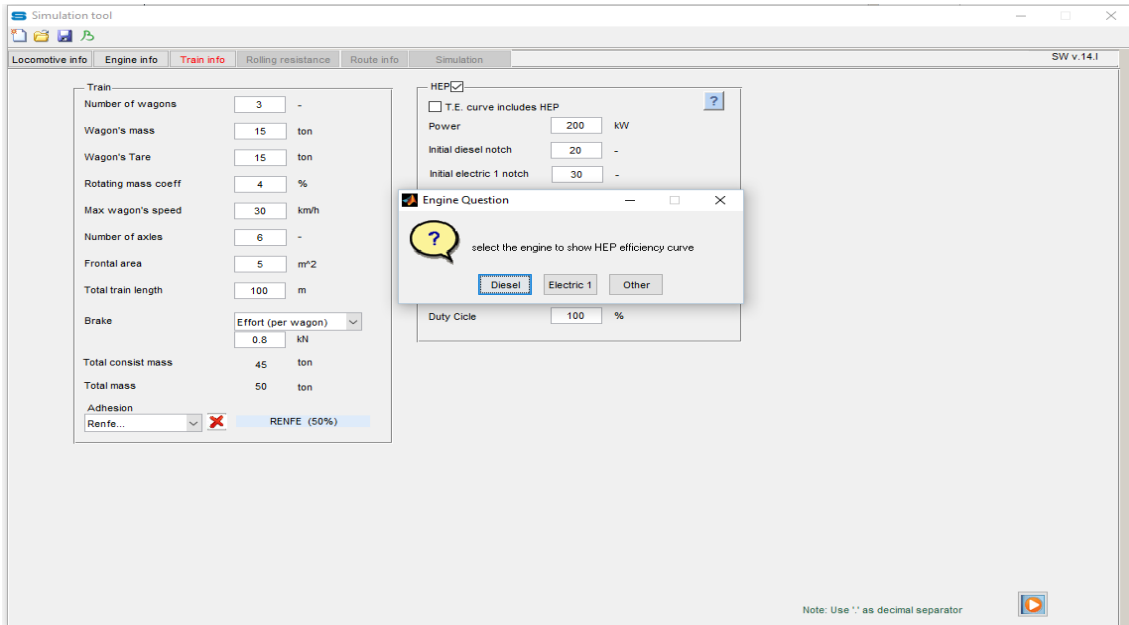 Simulation tool
Locomotive info Engine info Train info Rolling resistance Route info Simulation SW v.14.I
Train
Number of wagons 3 -
Wagon's mass 15 ton
Wagon's Tare 15 ton
Rotating mass coeff 4 %
Max wagon's speed 30 km/h
Number of axles 6 -
Frontal area 5 m^2
Total train length 100 m
Brake Effort (per wagon)
0.8 kN
Total consist mass 45 ton
Total mass 50 ton
Adhesion
Renfe... RENFE (50%)
HEP
T.E. curve includes HEP ?
Power 200 kW
Initial diesel notch 20 -
Initial electric 1 notch 30 -
Engine Question
? select the engine to show HEP efficiency curve
Diesel Electric 1 Other
Duty Cicle 100 %
Note: Use '.' as decimal separator